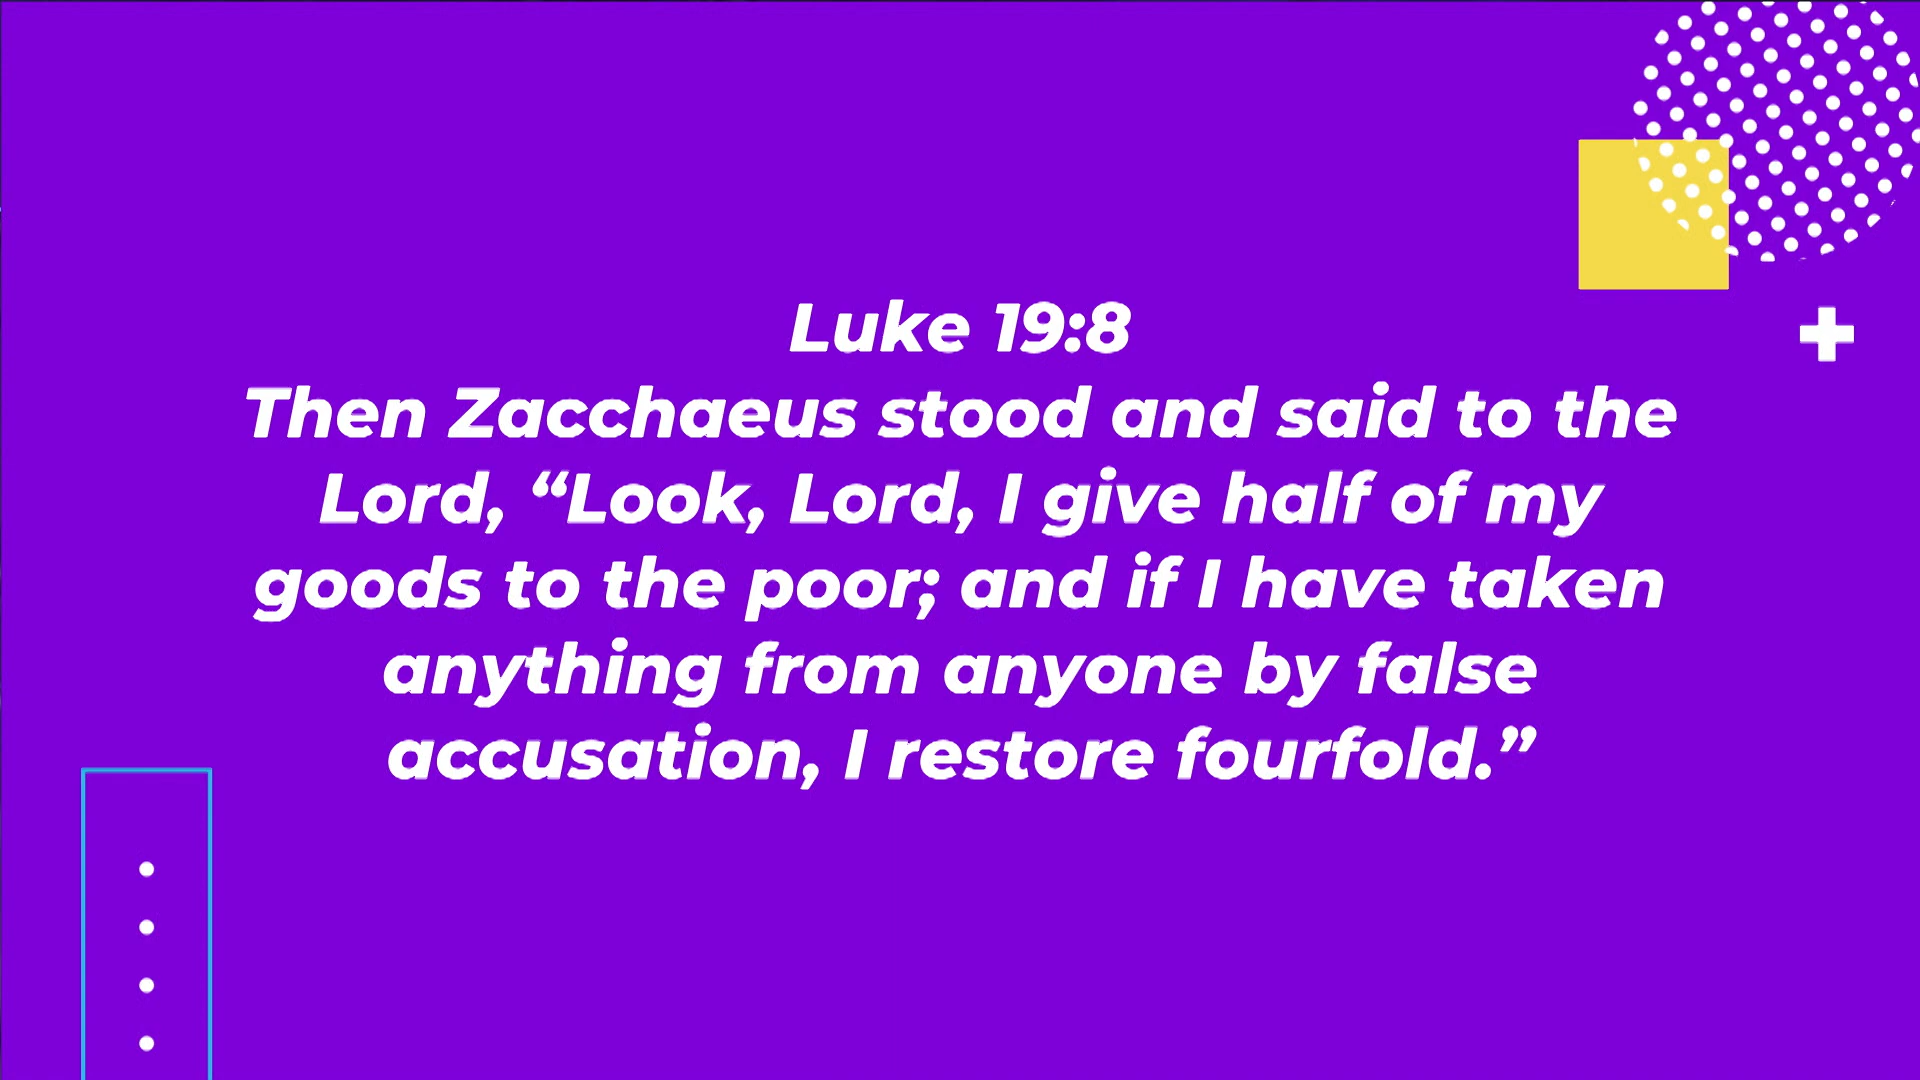 Luke 19:8
Then Zacchaeus stood and said to the
Lord, “Look, Lord, I give half of my
goods to the poor; and if I have taken
anything from anyone by false
accusation, I restore fourfold.”